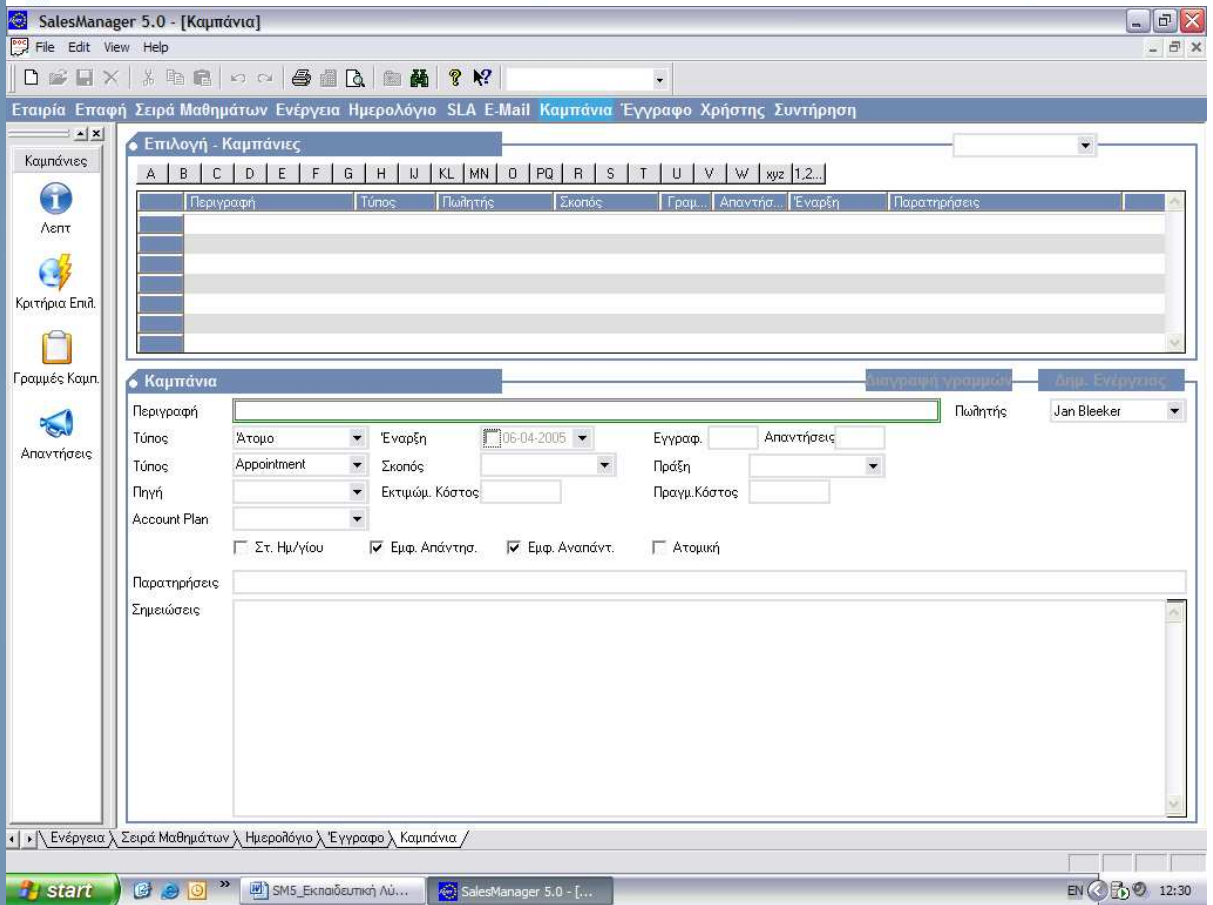 SalesManager 5.0 - [Καμπάνια]
File Edit View Help
Εταιρία Επαφή Σειρά Μαθημάτων Ενέργεια Ημερολόγιο SLA E-Mail Καμπάνια Έγγραφο Χρήστης Συντήρηση
Καμπάνιες
Λεπτ
Κριτήρια Επιλ.
Γραμμές Καμπ.
Απαντήσεις
Επιλογή - Καμπάνιες
A B C D E F G H IJ KL MN O PQ R S T U V W xyz 1,2...
Περιγραφή Τύπος Πωλητής Σκοπός Γραμ... Απαντήσ... Έναρξη Παρατηρήσεις
Καμπάνια Διαγραφή γραμμών Δημ. Ενέργειας
Περιγραφή Πωλητής Jan Bleeker
Τύπος Άτομο Έναρξη 06-04-2005 Εγγραφ. Απαντήσεις
Τύπος Appointment Σκοπός Πράξη
Πηγή Εκτιμώμ. Κόστος Πραγμ.Κόστος
Account Plan
Στ. Ημ/γίου Εμφ. Απάντησ. Εμφ. Αναπάντ. Ατομική
Παρατηρήσεις
Σημειώσεις
Ενέργεια Σειρά Μαθημάτων Ημερολόγιο Έγγραφο Καμπάνια
start SM5_Εκπαιδευτική Λύ... SalesManager 5.0 - [... EN 12:30